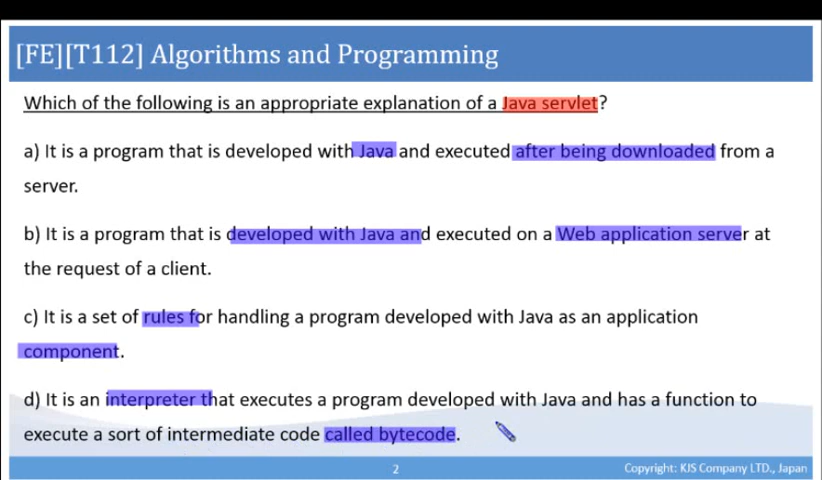 [FE][T112] Algorithms and Programming
Which of the following is an appropriate explanation of a Java servlet?
a) It is a program that is developed with Java and executed after being downloaded from a
server.
b) It is a program that is developed with Java and executed on a Web application server at
the request of a client.
c) It is a set of rules for handling a program developed with Java as an application
component.
d) It is an interpreter that executes a program developed with Java and has a function to
execute a sort of intermediate code called bytecode.
2
Copyright: KJS Company LTD., Japan